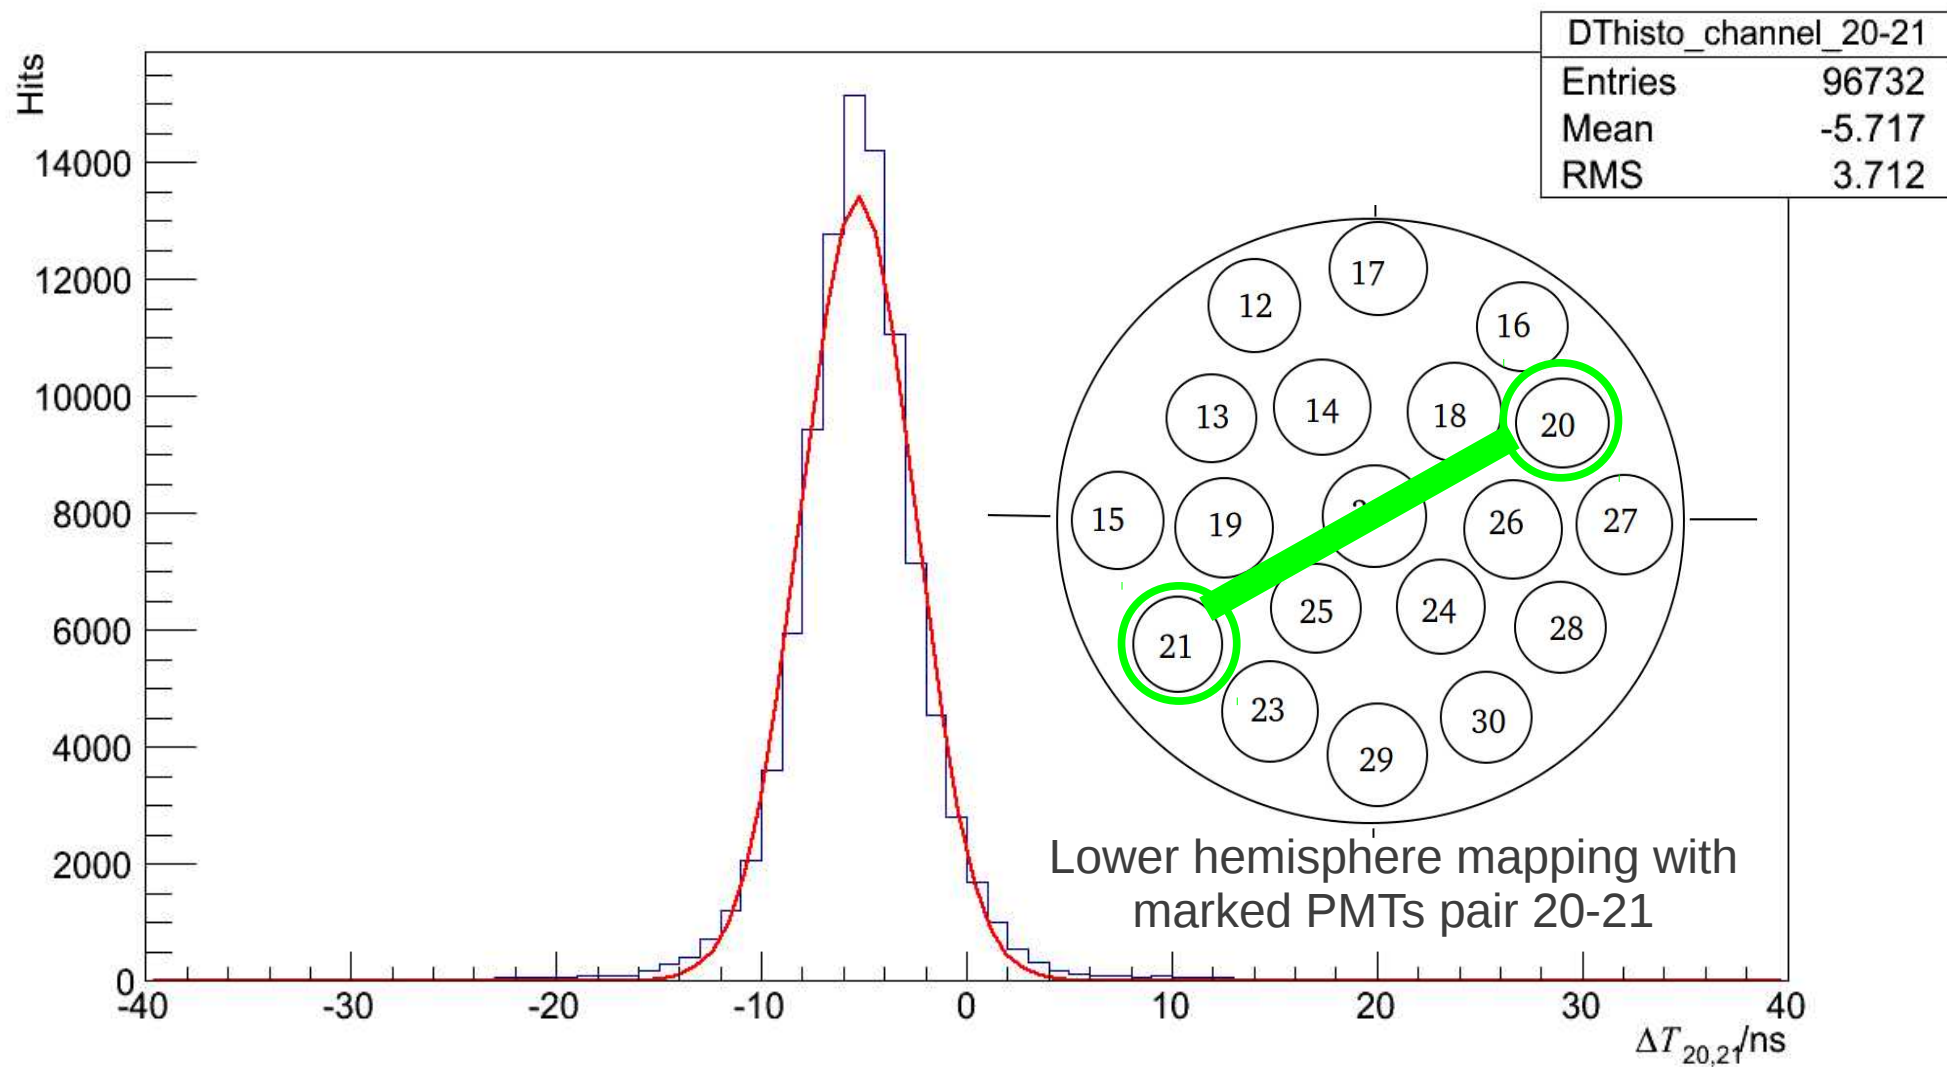 DThisto_channel_20-21
Entries 96732
Mean -5.717
RMS 3.712
Hits
14000
12000
10000
8000
6000
4000
2000
0
-40 -30 -20 -10 0 10 20 30 40
ΔT20,21/ns
17
12
16
13 14 18 20
15 19 26 27
21 25 24 28
23 29 30
Lower hemisphere mapping with
marked PMTs pair 20-21